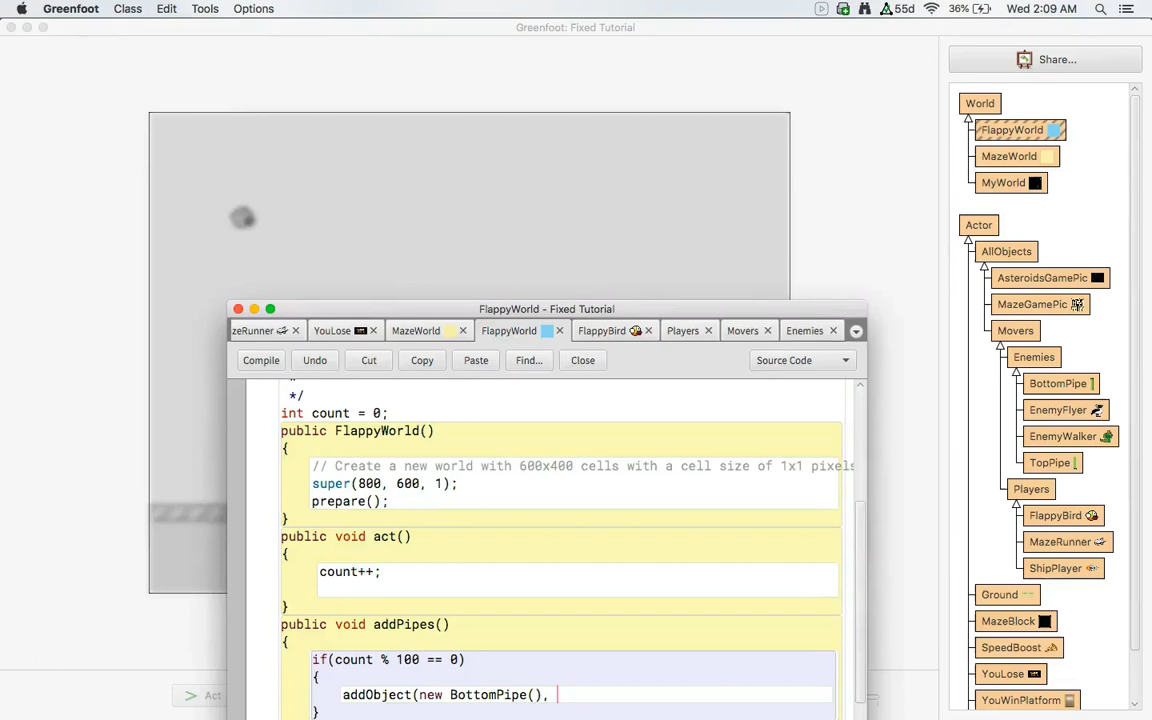 Greenfoot Class Edit Tools Options 55d 36% Wed 2:09 AM
Greenfoot: Fixed Tutorial
Share...
World
FlappyWorld
MazeWorld
MyWorld
Actor
AllObjects
AsteroidsGamePic
MazeGamePic
Movers
Enemies
BottomPipe
EnemyFlyer
EnemyWalker
TopPipe
Players
FlappyBird
MazeRunner
ShipPlayer
Ground
MazeBlock
SpeedBoost
YouLose
YouWinPlatform
> Act
FlappyWorld - Fixed Tutorial
zeRunner × YouLose × MazeWorld × FlappyWorld × FlappyBird × Players × Movers × Enemies ×
Compile Undo Cut Copy Paste Find... Close Source Code
*/
int count = 0;
public FlappyWorld()
{
// Create a new world with 600x400 cells with a cell size of 1x1 pixels
super(800, 600, 1);
prepare();
}
public void act()
{
count++;
}
public void addPipes()
{
if(count % 100 == 0)
{
addObject(new BottomPipe(),
}